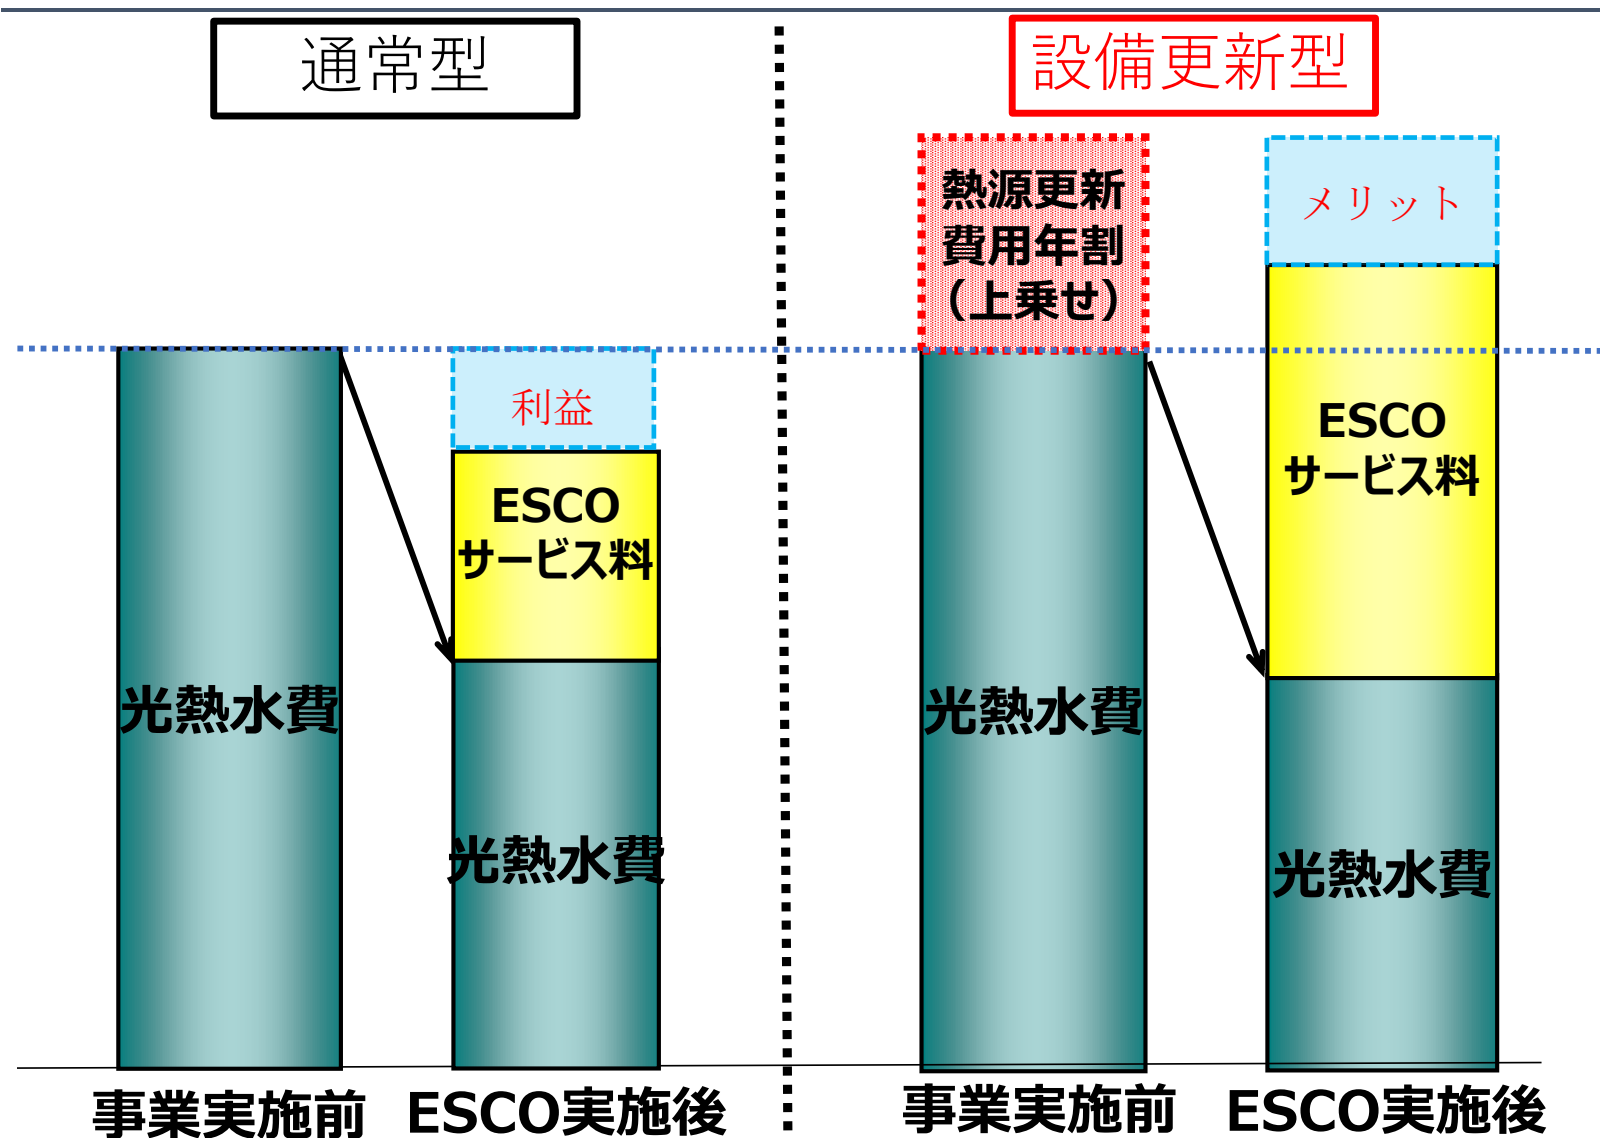 通常型
利益
ESCO
サービス料
光熱水費
光熱水費
事業実施前
ESCO実施後
設備更新型
熱源更新
費用年割
（上乗せ）
メリット
ESCO
サービス料
光熱水費
光熱水費
事業実施前
ESCO実施後